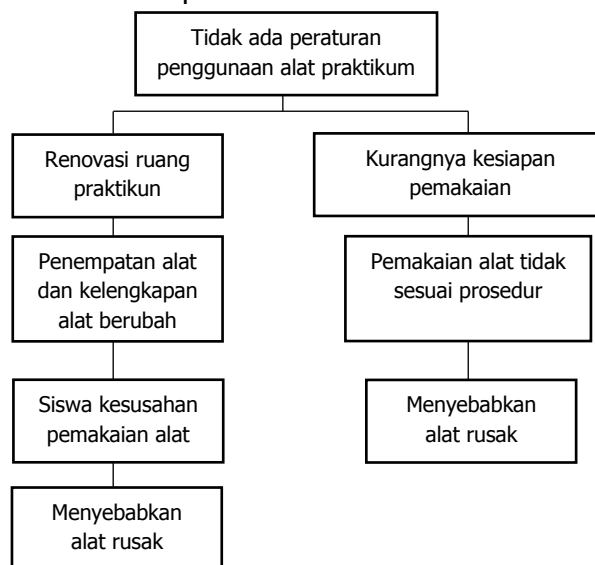 Tidak ada peraturan
penggunaan alat praktikum
Renovasi ruang
praktikun
Kurangnya kesiapan
pemakaian
Penempatan alat
dan kelengkapan
alat berubah
Pemakaian alat tidak
sesuai prosedur
Siswa kesusahan
pemakaian alat
Menyebabkan
alat rusak
Menyebabkan
alat rusak